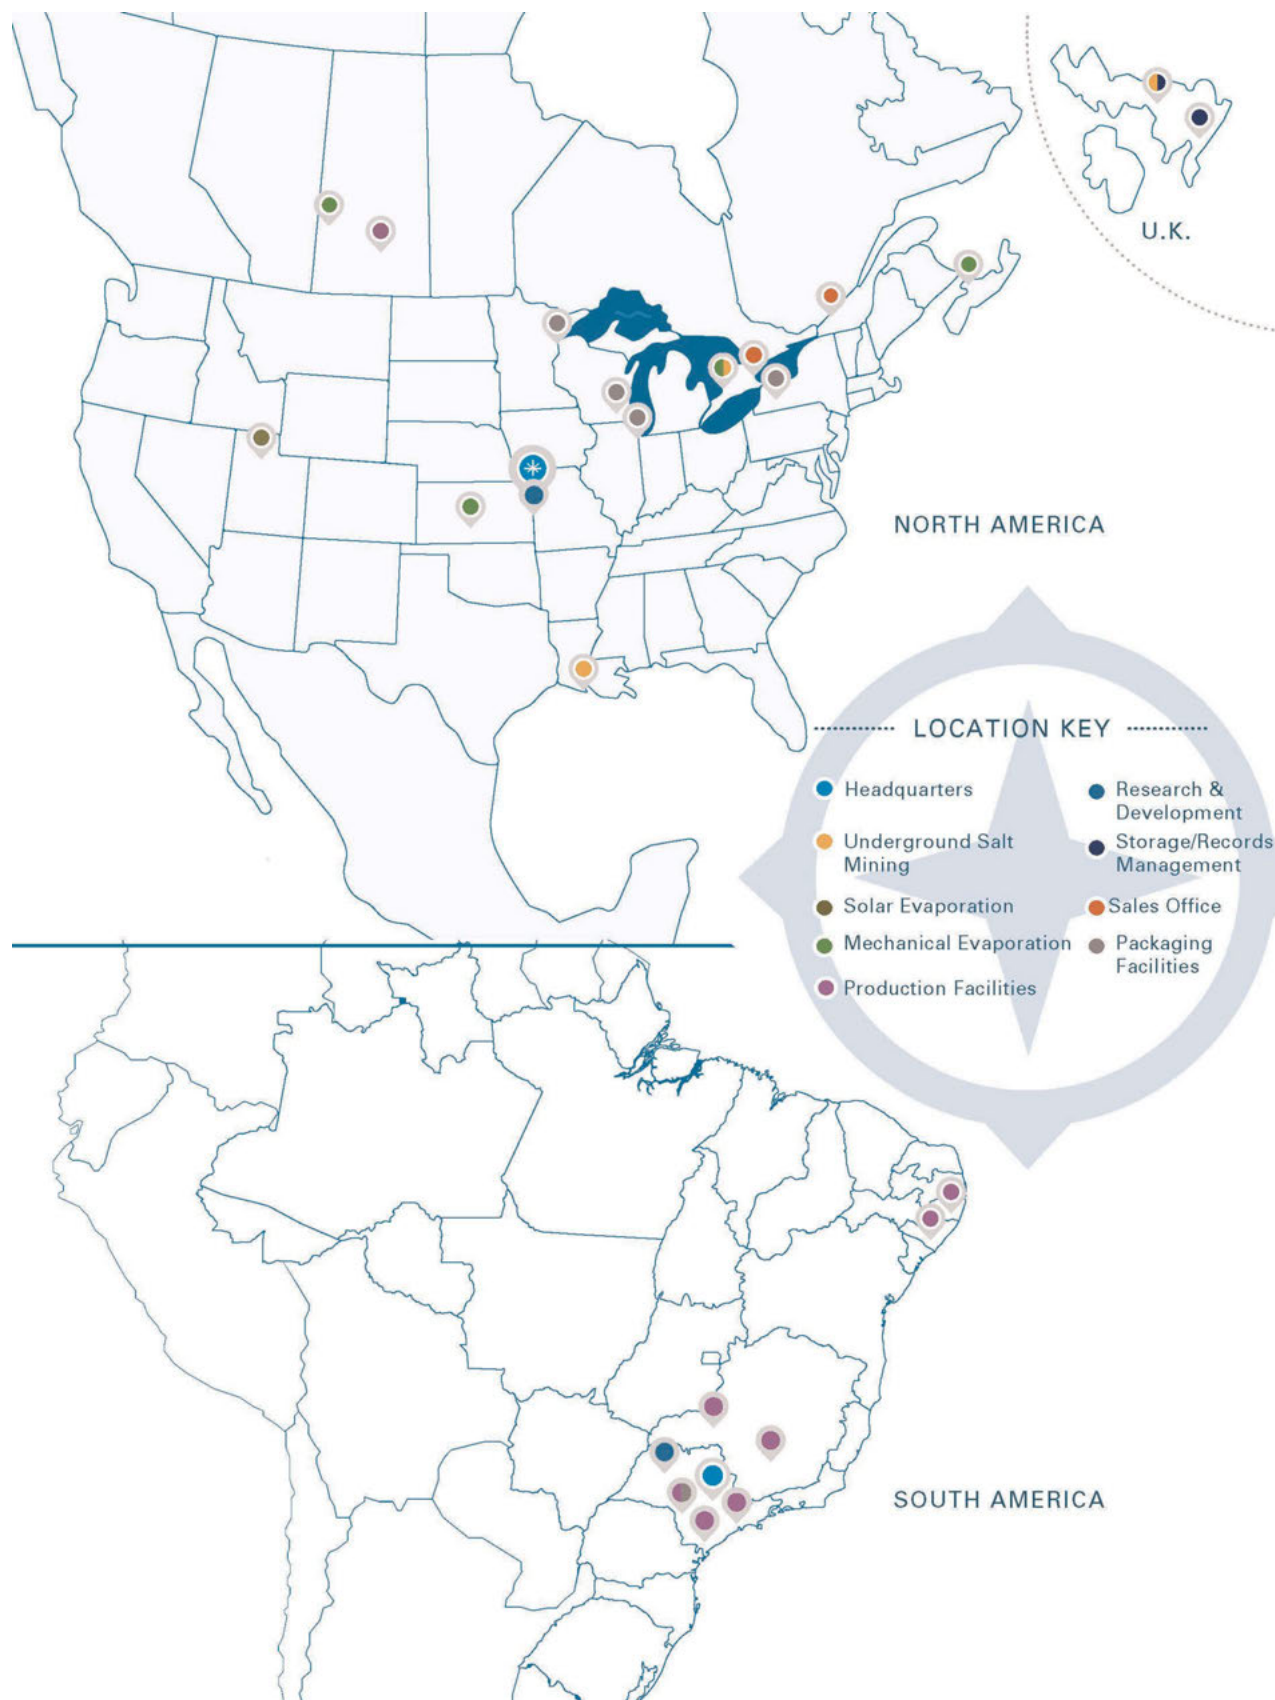 U.K.
NORTH AMERICA
LOCATION KEY
Headquarters
Underground Salt
Mining
Solar Evaporation
Mechanical Evaporation
Production Facilities
Research &
Development
Storage/Records
Management
Sales Office
Packaging
Facilities
SOUTH AMERICA